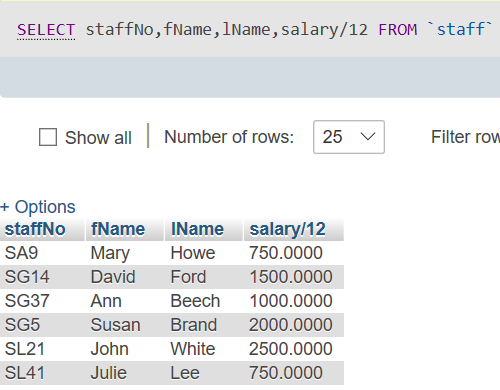 SELECT staffNo,fName,lName,salary/12 FROM `staff`
Show all | Number of rows: 25 Filter row
+ Options
staffNo fName lName salary/12
SA9 Mary Howe 750.0000
SG14 David Ford 1500.0000
SG37 Ann Beech 1000.0000
SG5 Susan Brand 2000.0000
SL21 John White 2500.0000
SL41 Julie Lee 750.0000